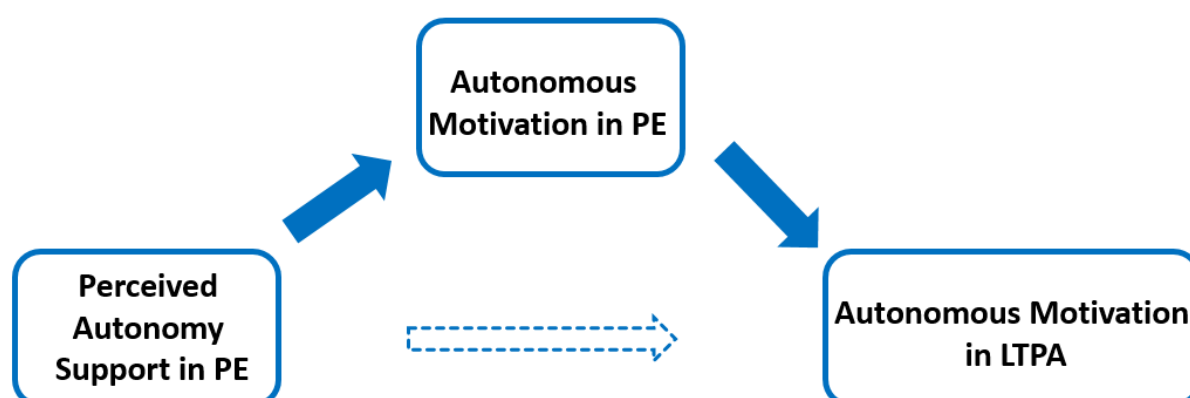 Autonomous
Motivation in PE
Perceived
Autonomy
Support in PE
Autonomous Motivation
in LTPA